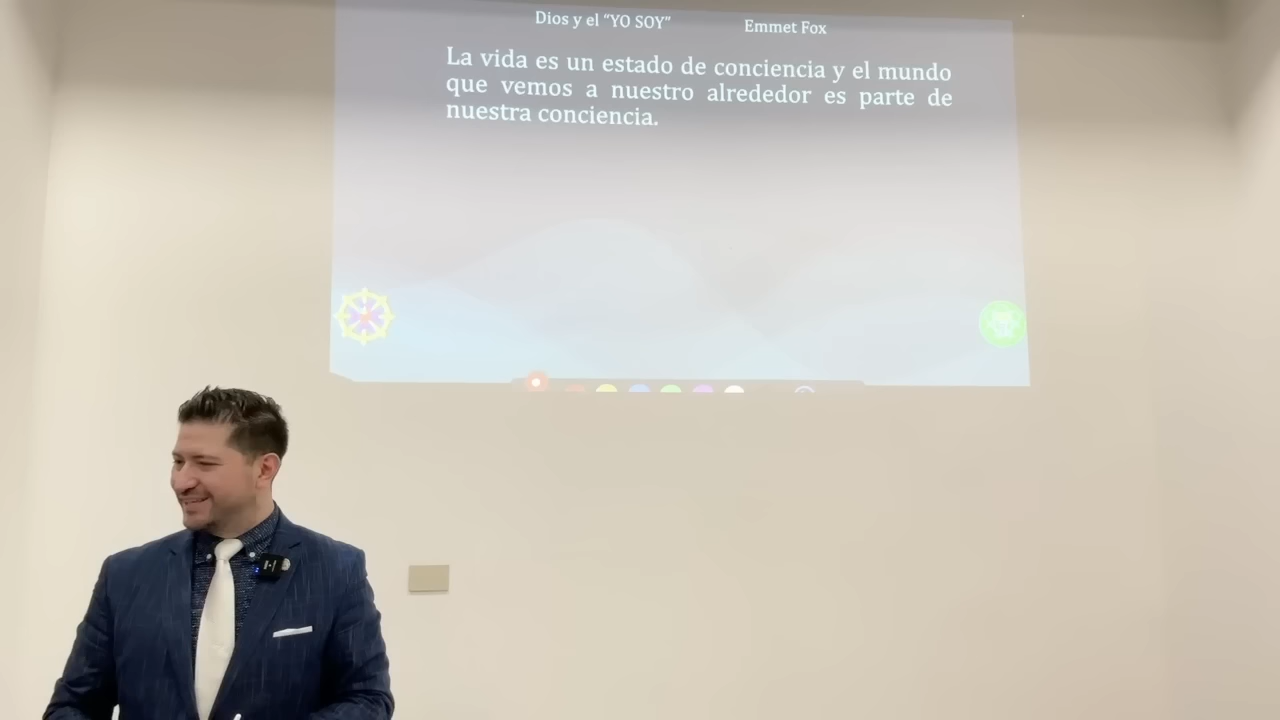 Dios y el “YO SOY” Emmet Fox
La vida es un estado de conciencia y el mundo
que vemos a nuestro alrededor es parte de
nuestra conciencia.